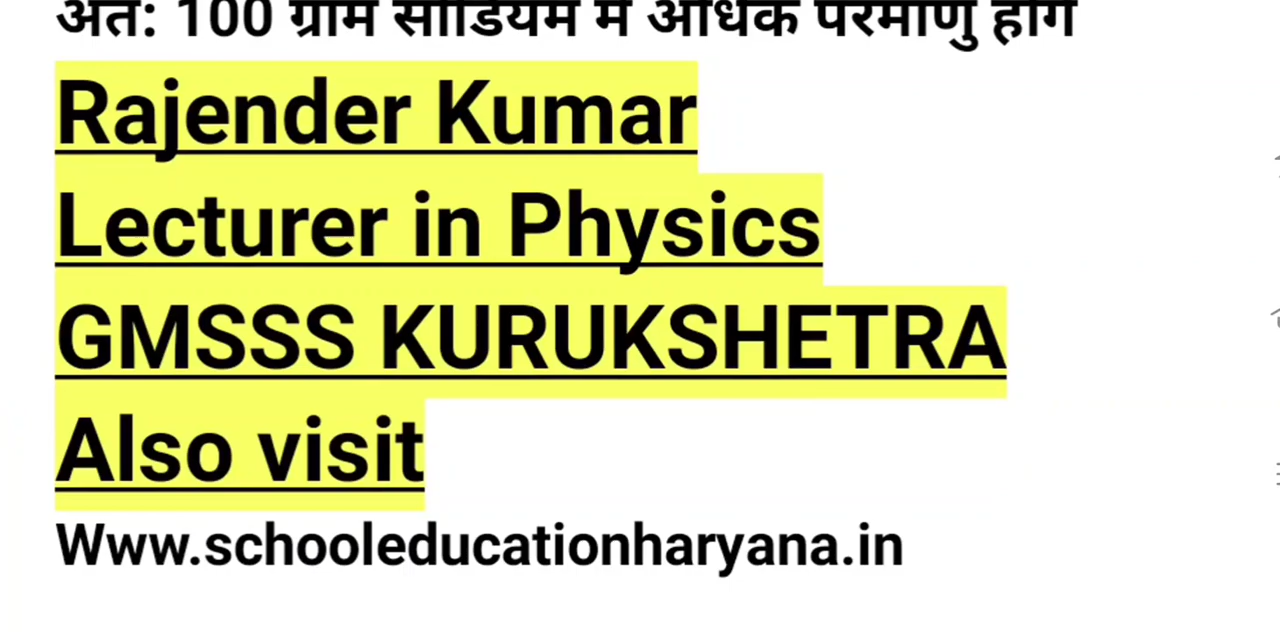 अत: 100 ग्राम सोडियम में अधिक परमाणु होंगे
Rajender Kumar
Lecturer in Physics
GMSSS KURUKSHETRA
Also visit
Www.schooleducationharyana.in